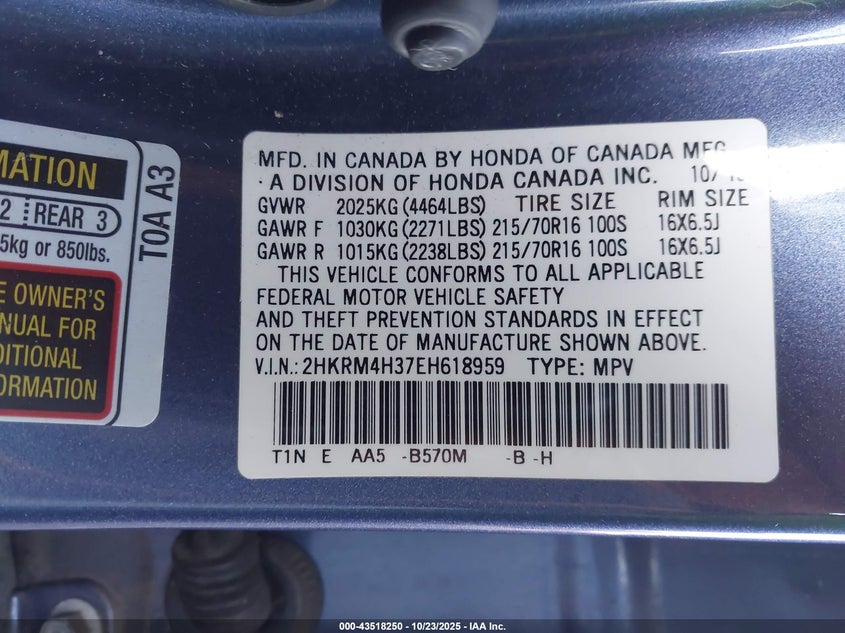 MATION
2 REAR 3
5kg or 850lbs.
E OWNER'S
NUAL FOR
DITIONAL
FORMATION
TOA A3
MFD. IN CANADA BY HONDA OF CANADA MFG.
·A DIVISION OF HONDA CANADA INC. 10/
GVWR 2025KG(4464LBS) TIRE SIZE RIM SIZE
GAWR F 1030KG(2271LBS) 215/70R16 100S 16X6.5J
GAWR R 1015KG(2238LBS) 215/70R16 100S 16X6.5J
THIS VEHICLE CONFORMS TO ALL APPLICABLE
FEDERAL MOTOR VEHICLE SAFETY
AND THEFT PREVENTION STANDARDS IN EFFECT
ON THE DATE OF MANUFACTURE SHOWN ABOVE.
V.I.N.: 2HKRM4H37EH618959 TYPE: MPV
T1N E AA5 -B570M -B -H
000-43518250 - 10/23/2025 - IAA Inc.